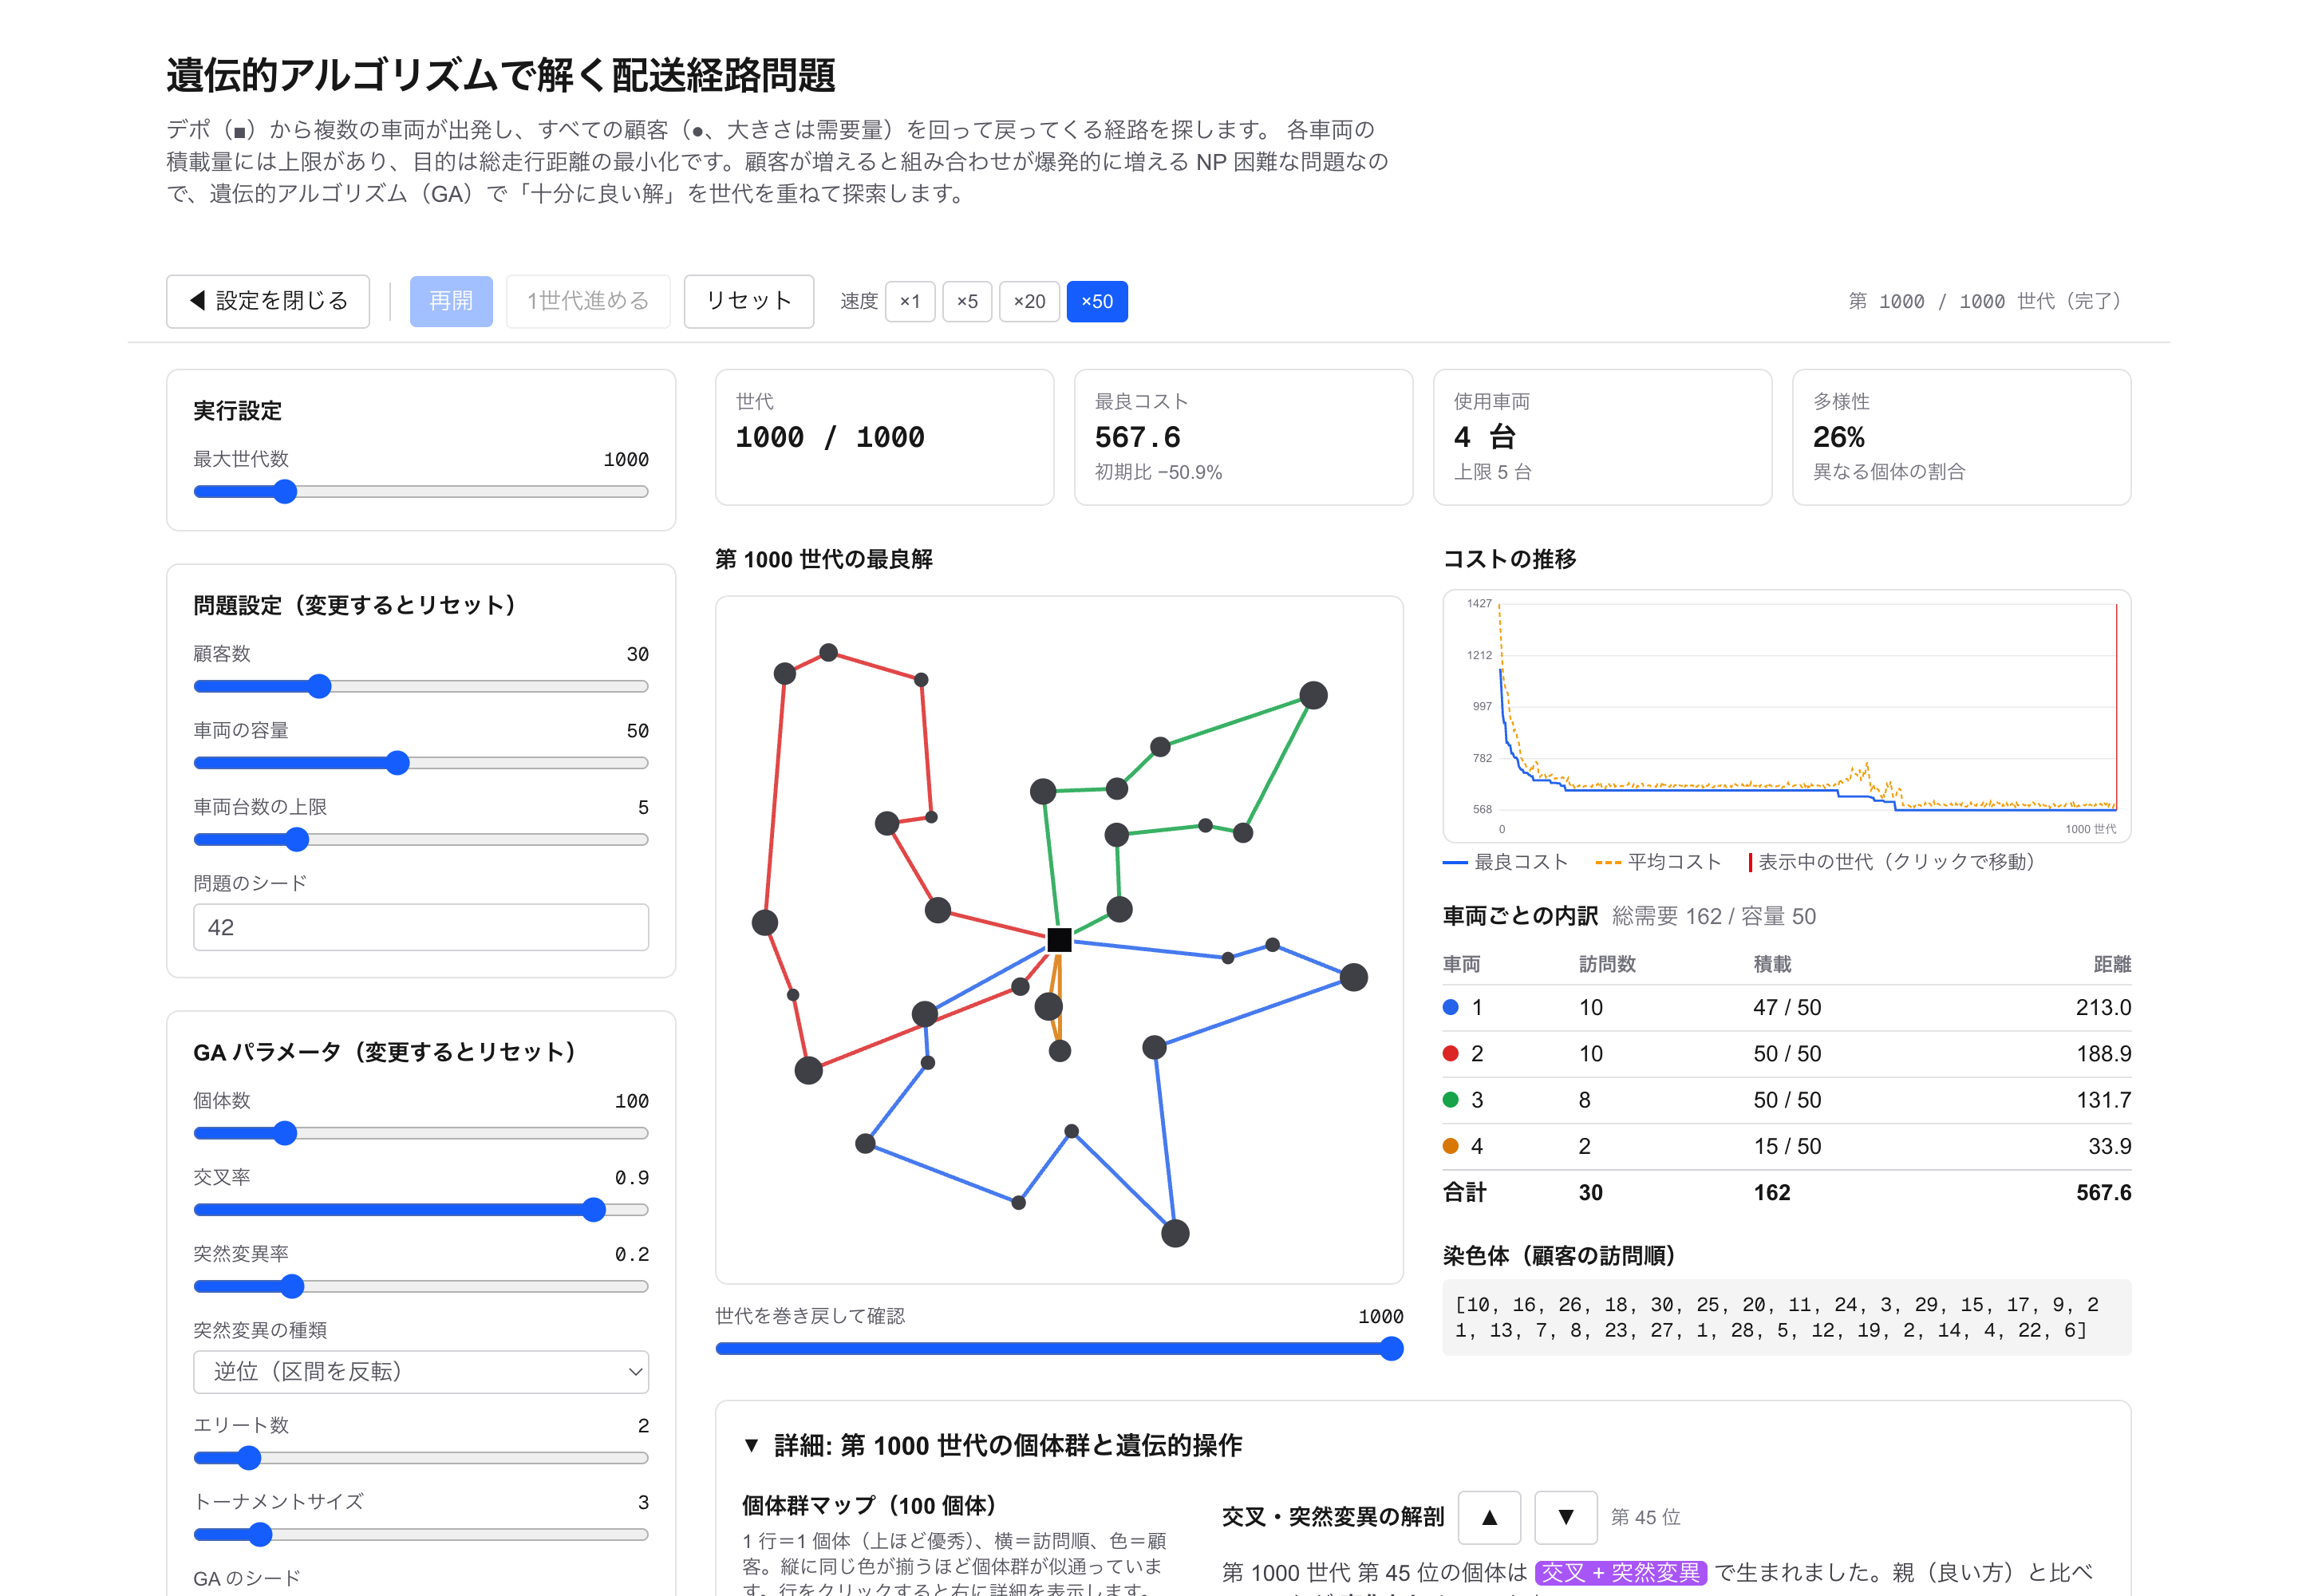 遺伝的アルゴリズムで解く配送経路問題
デポ（■）から複数の車両が出発し、すべての顧客（●、大きさは需要量）を回って戻ってくる経路を探します。 各車両の
積載量には上限があり、目的は総走行距離の最小化です。顧客が増えると組み合わせが爆発的に増える NP 困難な問題なの
で、遺伝的アルゴリズム（GA）で「十分に良い解」を世代を重ねて探索します。
◀ 設定を閉じる
再開
1世代進める
リセット
速度
×1
×5
×20
×50
第 1000 / 1000 世代（完了）
実行設定
最大世代数
1000
問題設定（変更するとリセット）
顧客数
30
車両の容量
50
車両台数の上限
5
問題のシード
42
GA パラメータ（変更するとリセット）
個体数
100
交叉率
0.9
突然変異率
0.2
突然変異の種類
逆位（区間を反転）
エリート数
2
トーナメントサイズ
3
GA のシード
世代
1000 / 1000
最良コスト
567.6
初期比 −50.9%
使用車両
4 台
上限 5 台
多様性
26%
異なる個体の割合
第 1000 世代の最良解
世代を巻き戻して確認
1000
コストの推移
1427
1212
997
782
568
0
1000 世代
最良コスト
平均コスト
表示中の世代（クリックで移動）
車両ごとの内訳 総需要 162 / 容量 50
車両 訪問数 積載 距離
1 10 47 / 50 213.0
2 10 50 / 50 188.9
3 8 50 / 50 131.7
4 2 15 / 50 33.9
合計 30 162 567.6
染色体（顧客の訪問順）
[10, 16, 26, 18, 30, 25, 20, 11, 24, 3, 29, 15, 17, 9, 2
1, 13, 7, 8, 23, 27, 1, 28, 5, 12, 19, 2, 14, 4, 22, 6]
▼ 詳細: 第 1000 世代の個体群と遺伝的操作
個体群マップ（100 個体）
1 行＝1 個体（上ほど優秀）、横＝訪問順、色＝顧
客。縦に同じ色が揃うほど個体群が似通っていま
す。行をクリックすると右に詳細を表示します。
交叉・突然変異の解剖
▲
▼
第 45 位
第 1000 世代 第 45 位の個体は 交叉 + 突然変異 で生まれました。親（良い方）と比べ